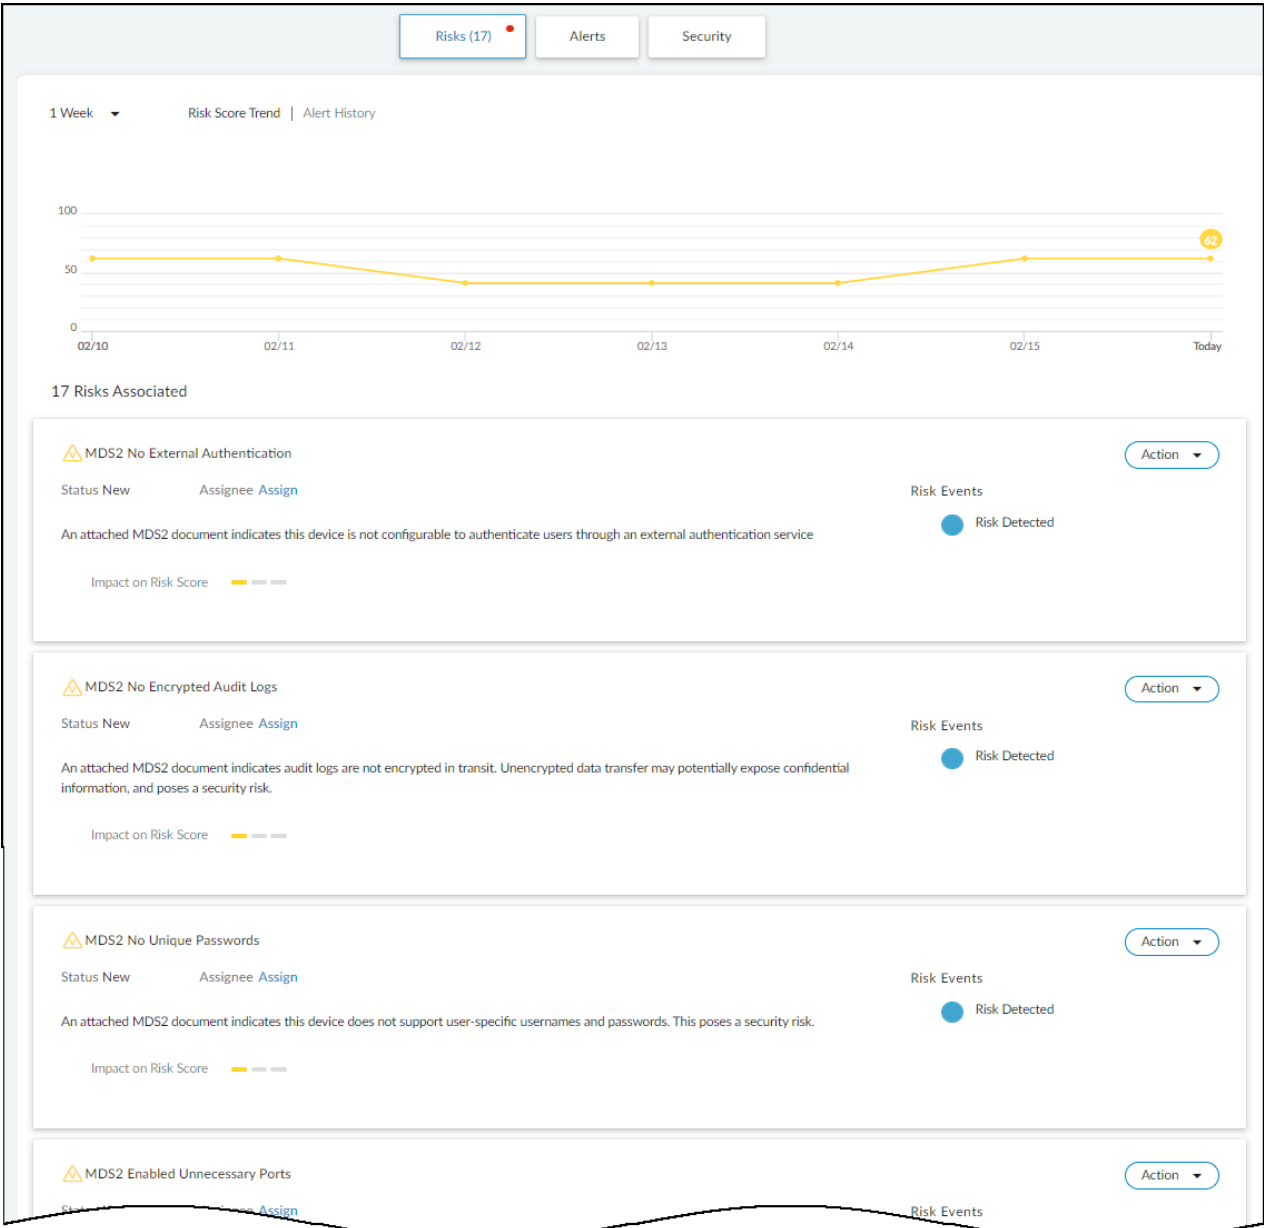 Risks (17) Alerts Security
1 Week Risk Score Trend | Alert History
100
62
50
0
02/10 02/11 02/12 02/13 02/14 02/15 Today
17 Risks Associated
MDS2 No External Authentication Action
Status New Assignee Assign Risk Events
Risk Detected
An attached MDS2 document indicates this device is not configurable to authenticate users through an external authentication service
Impact on Risk Score
MDS2 No Encrypted Audit Logs Action
Status New Assignee Assign Risk Events
Risk Detected
An attached MDS2 document indicates audit logs are not encrypted in transit. Unencrypted data transfer may potentially expose confidential
information, and poses a security risk.
Impact on Risk Score
MDS2 No Unique Passwords Action
Status New Assignee Assign Risk Events
Risk Detected
An attached MDS2 document indicates this device does not support user-specific usernames and passwords. This poses a security risk.
Impact on Risk Score
MDS2 Enabled Unnecessary Ports Action
Assign Risk Events